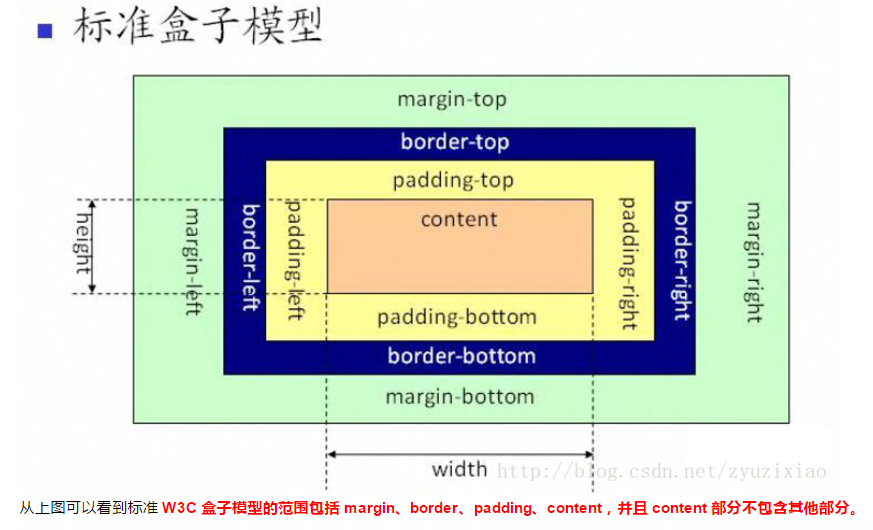 标准盒子模型
margin-top
border-top
padding-top
content
height
margin-left
border-left
padding-left
padding-right
border-right
margin-right
padding-bottom
border-bottom
margin-bottom
width
http://blog.csdn.net/zyuzixiao
从上图可以看到标准 W3C 盒子模型的范围包括 margin、border、padding、content，并且 content 部分不包含其他部分。